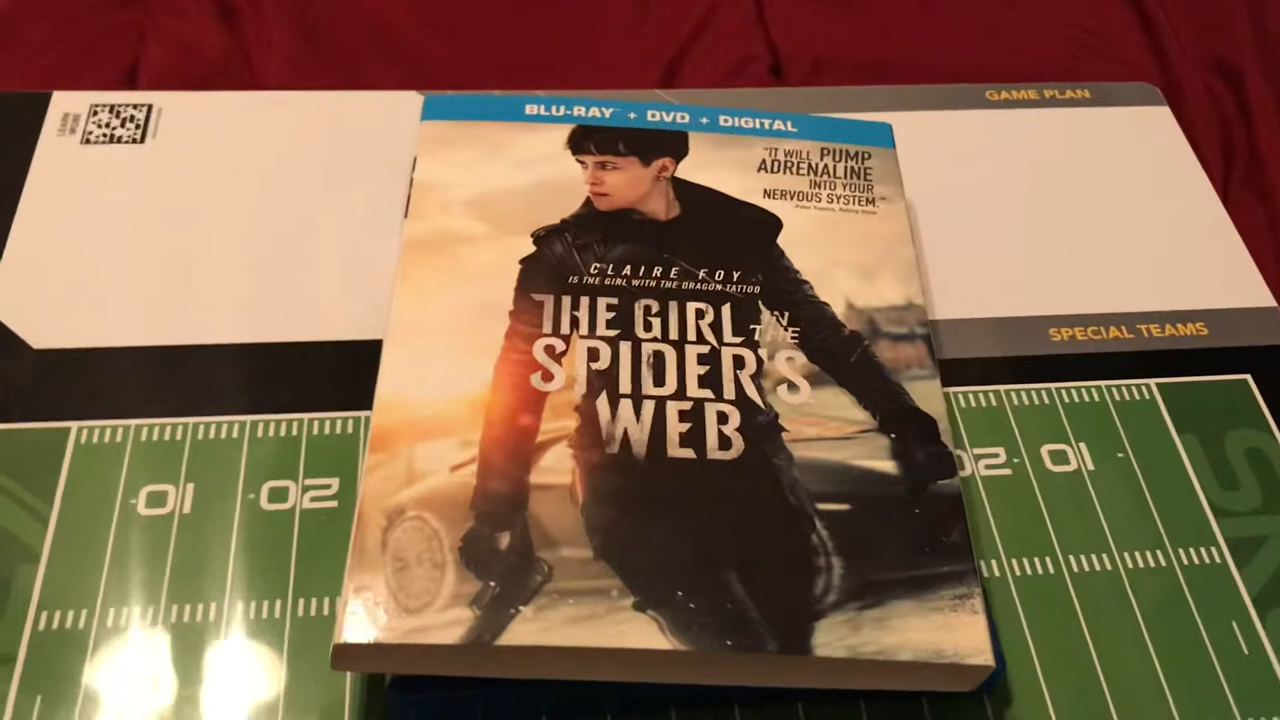 GAME PLAN
BLU-RAY™ + DVD + DIGITAL
"IT WILL PUMP
ADRENALINE
INTO YOUR
NERVOUS SYSTEM."
CLAIRE FOY
IS THE GIRL WITH THE DRAGON TATTOO
THE GIRL IN THE
SPIDER'S
WEB
SPECIAL TEAMS
01 02
02 01